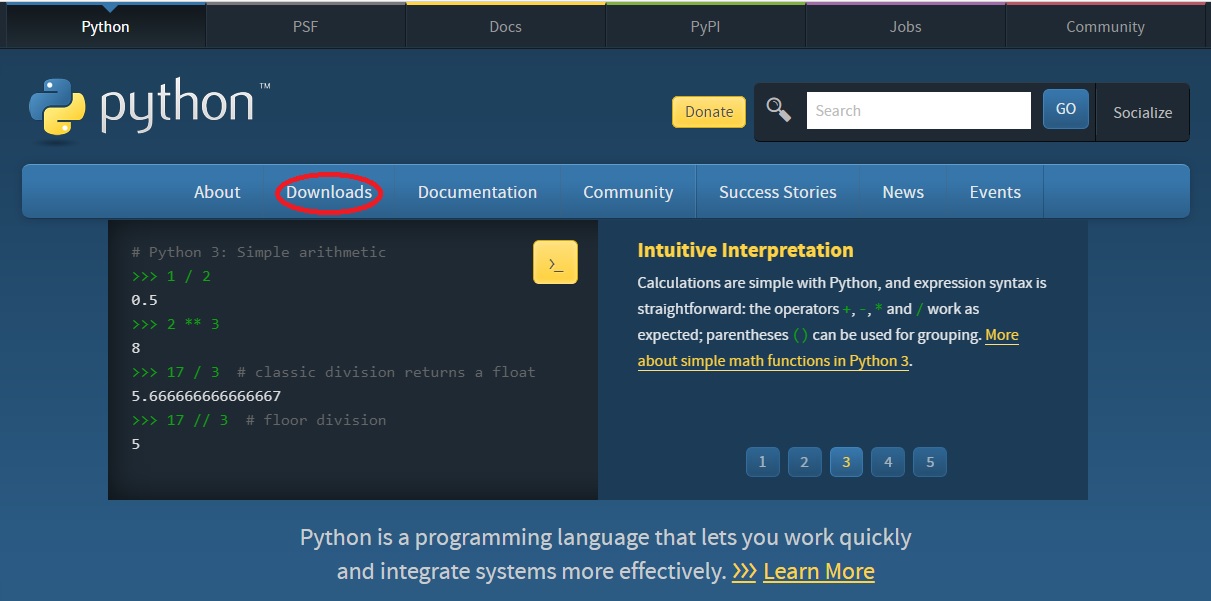 Python PSF Docs PyPI Jobs Community
python™
Donate Search GO Socialize
About Downloads Documentation Community Success Stories News Events
# Python 3: Simple arithmetic
>>> 1 / 2
0.5
>>> 2 ** 3
8
>>> 17 / 3  # classic division returns a float
5.666666666666667
>>> 17 // 3  # floor division
5
>_
Intuitive Interpretation
Calculations are simple with Python, and expression syntax is
straightforward: the operators +, -, * and / work as
expected; parentheses () can be used for grouping. More
about simple math functions in Python 3.
1 2 3 4 5
Python is a programming language that lets you work quickly
and integrate systems more effectively. >>> Learn More